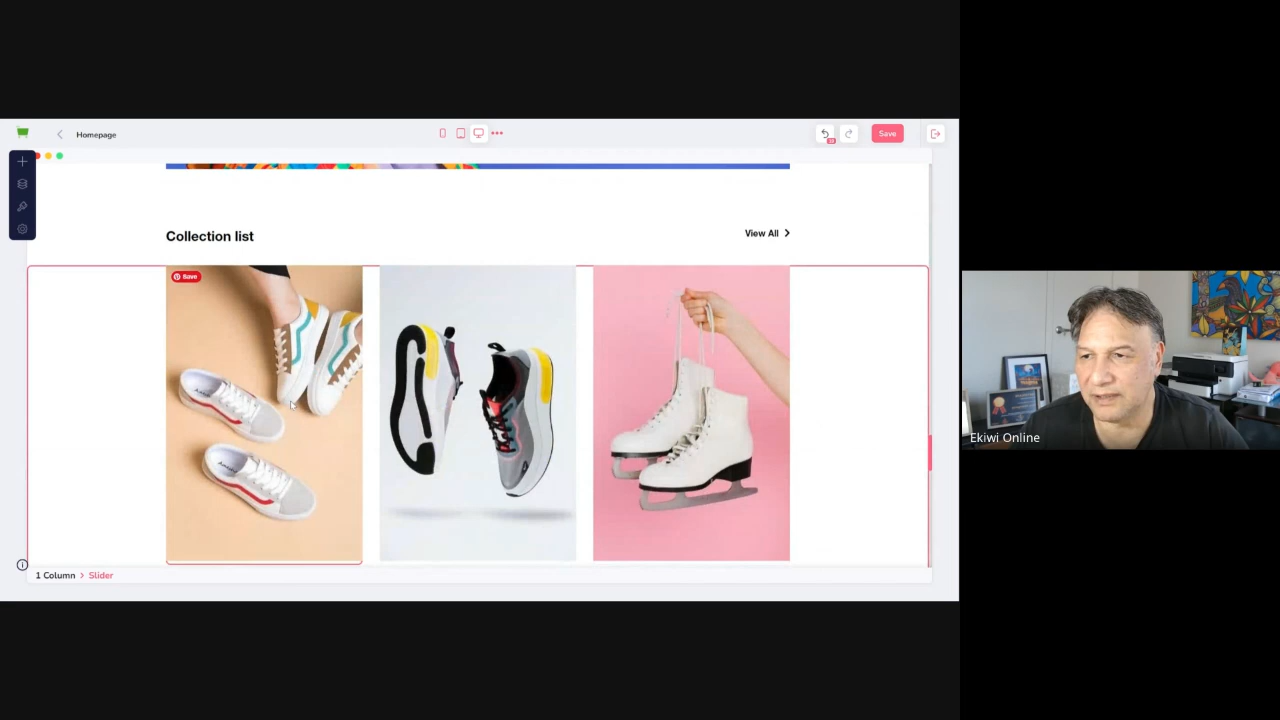 Homepage
Save
Collection list
View All
Save
1 Column > Slider
Ekiwi Online